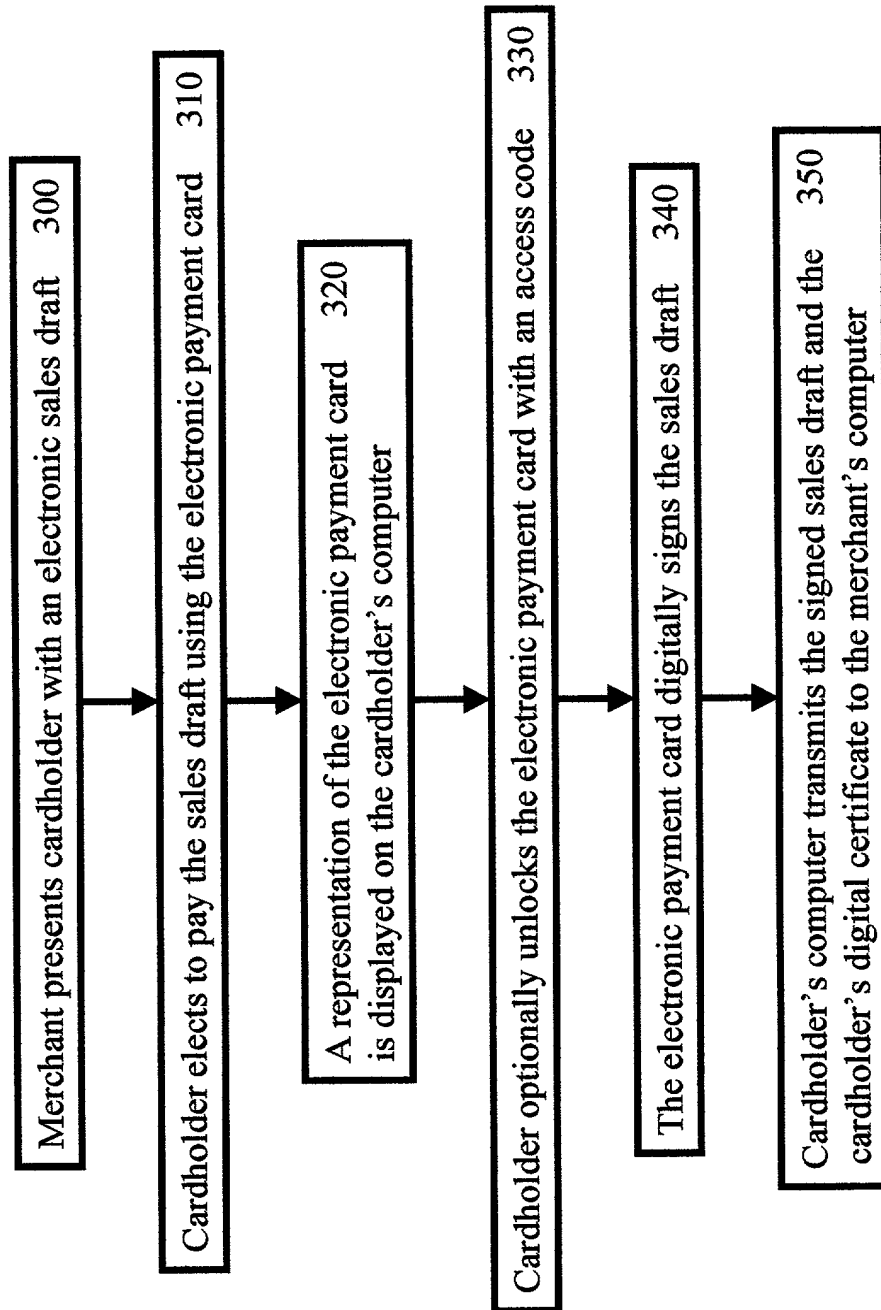 Merchant presents cardholder with an electronic sales draft 300
Cardholder elects to pay the sales draft using the electronic payment card 310
A representation of the electronic payment card 320
is displayed on the cardholder's computer
Cardholder optionally unlocks the electronic payment card with an access code 330
The electronic payment card digitally signs the sales draft 340
Cardholder's computer transmits the signed sales draft and the 350
cardholder's digital certificate to the merchant's computer